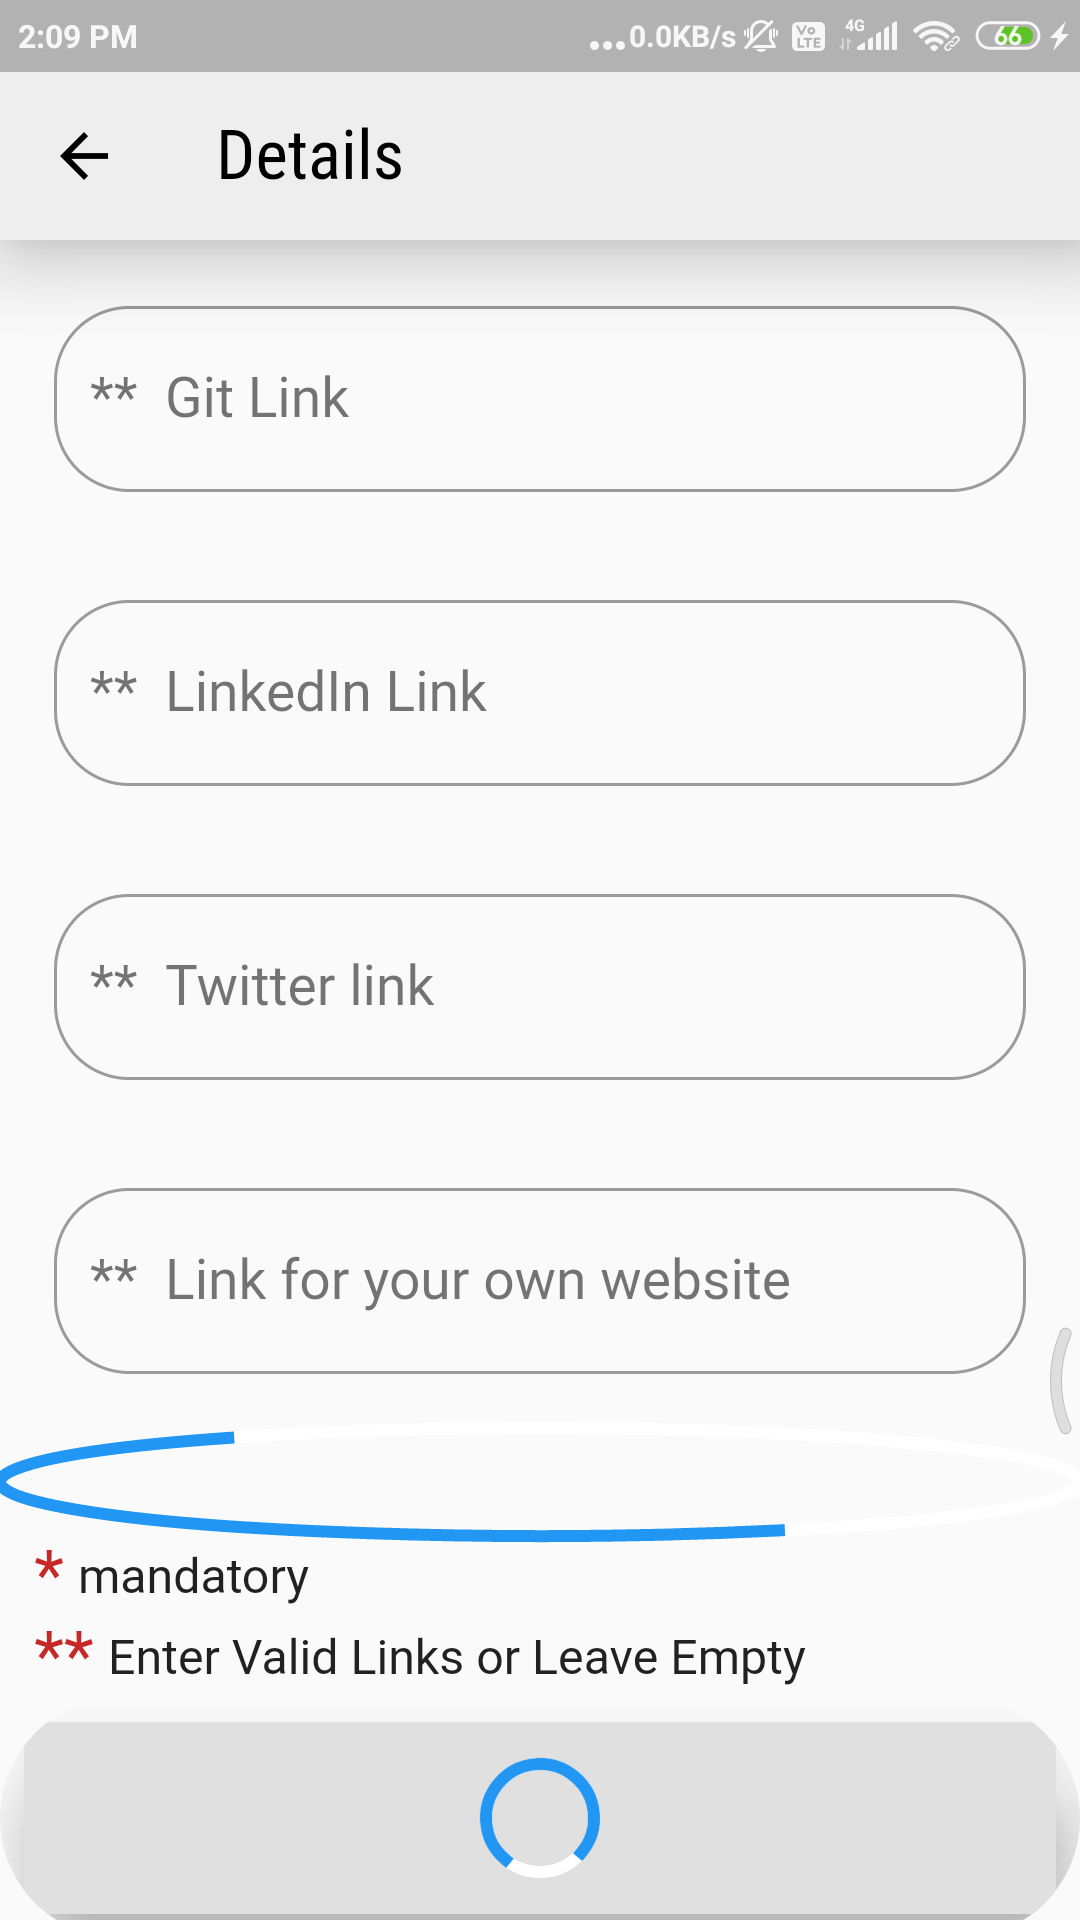 2:09 PM ...0.0KB/s Vo LTE 4G 66
Details
** Git Link
** LinkedIn Link
** Twitter link
** Link for your own website
* mandatory
** Enter Valid Links or Leave Empty